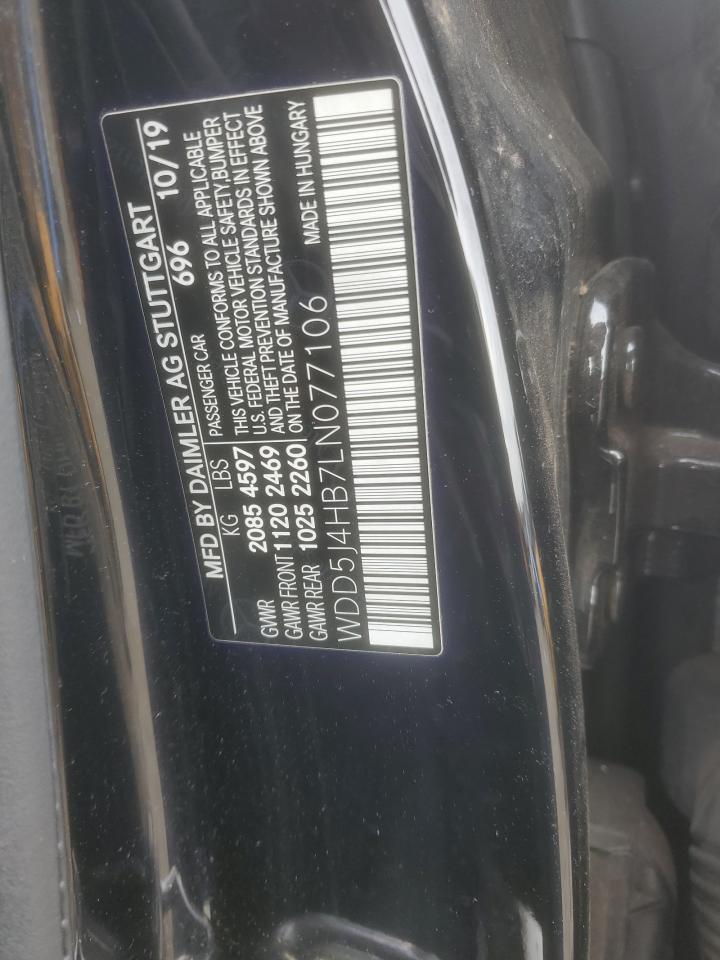 MFD BY DAIMLER AG STUTTGART
KG LBS PASSENGER CAR 696 10/19
GVWR 2085 4597 THIS VEHICLE CONFORMS TO ALL APPLICABLE
U.S. FEDERAL MOTOR VEHICLE SAFETY,BUMPER
GAWR FRONT 1120 2469 AND THEFT PREVENTION STANDARDS IN EFFECT
GAWR REAR 1025 2260 ON THE DATE OF MANUFACTURE SHOWN ABOVE
WDD5J4HB7LN077106 MADE IN HUNGARY